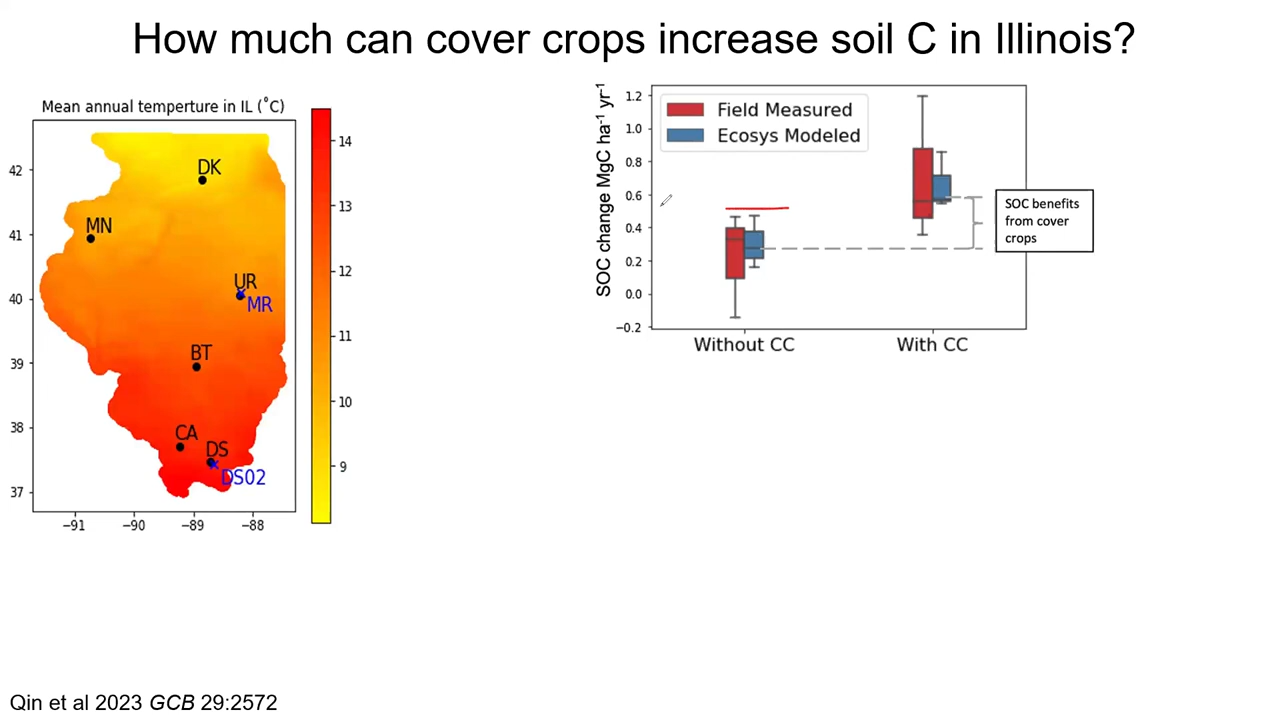 How much can cover crops increase soil C in Illinois?
Mean annual temperture in IL (˚C)
42
41
40
39
38
37
−91
−90
−89
−88
DK
MN
UR
MR
BT
CA
DS
DS02
14
13
12
11
10
9
SOC change MgC ha⁻¹ yr⁻¹
1.2
1.0
0.8
0.6
0.4
0.2
0.0
−0.2
Field Measured
Ecosys Modeled
Without CC
With CC
SOC benefits
from cover
crops
Qin et al 2023 GCB 29:2572